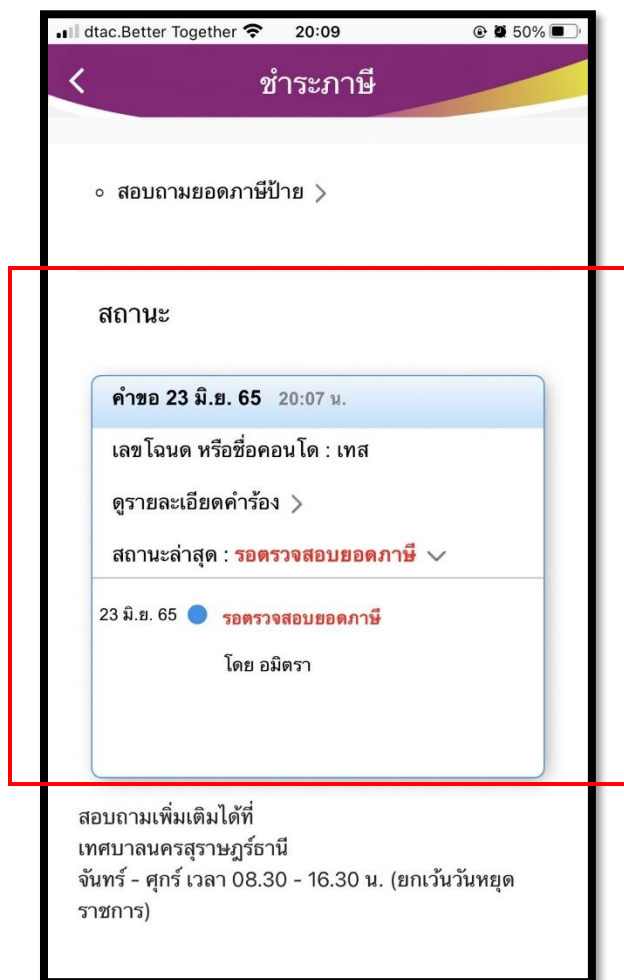 dtac.Better Together 20:09 50%
ชำระภาษี
สอบถามยอดภาษีป้าย >
สถานะ
คำขอ 23 มิ.ย. 65 20:07 น.
เลขโฉนด หรือชื่อคอนโด : เทส
ดูรายละเอียดคำร้อง >
สถานะล่าสุด : รอตรวจสอบยอดภาษี
23 มิ.ย. 65 รอตรวจสอบยอดภาษี
โดย อมิตรา
สอบถามเพิ่มเติมได้ที่
เทศบาลนครสุราษฎร์ธานี
จันทร์ - ศุกร์ เวลา 08.30 - 16.30 น. (ยกเว้นวันหยุด
ราชการ)